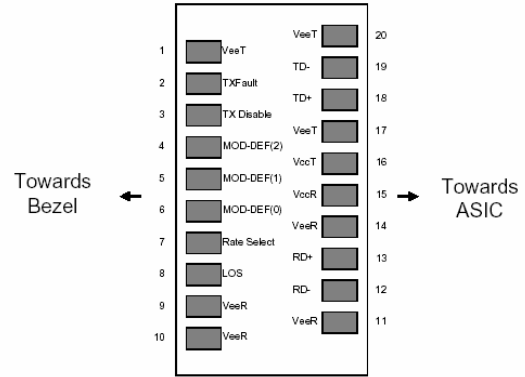 VeeT 20
1 VeeT
TD- 19
2 TXFault
TD+ 18
3 TX Disable
VeeT 17
4 MOD-DEF(2)
VccT 16
5 MOD-DEF(1)
VccR 15
6 MOD-DEF(0)
VeeR 14
7 Rate Select
RD+ 13
8 LOS
RD- 12
9 VeeR
VeeR 11
10 VeeR
Towards
Bezel
Towards
ASIC